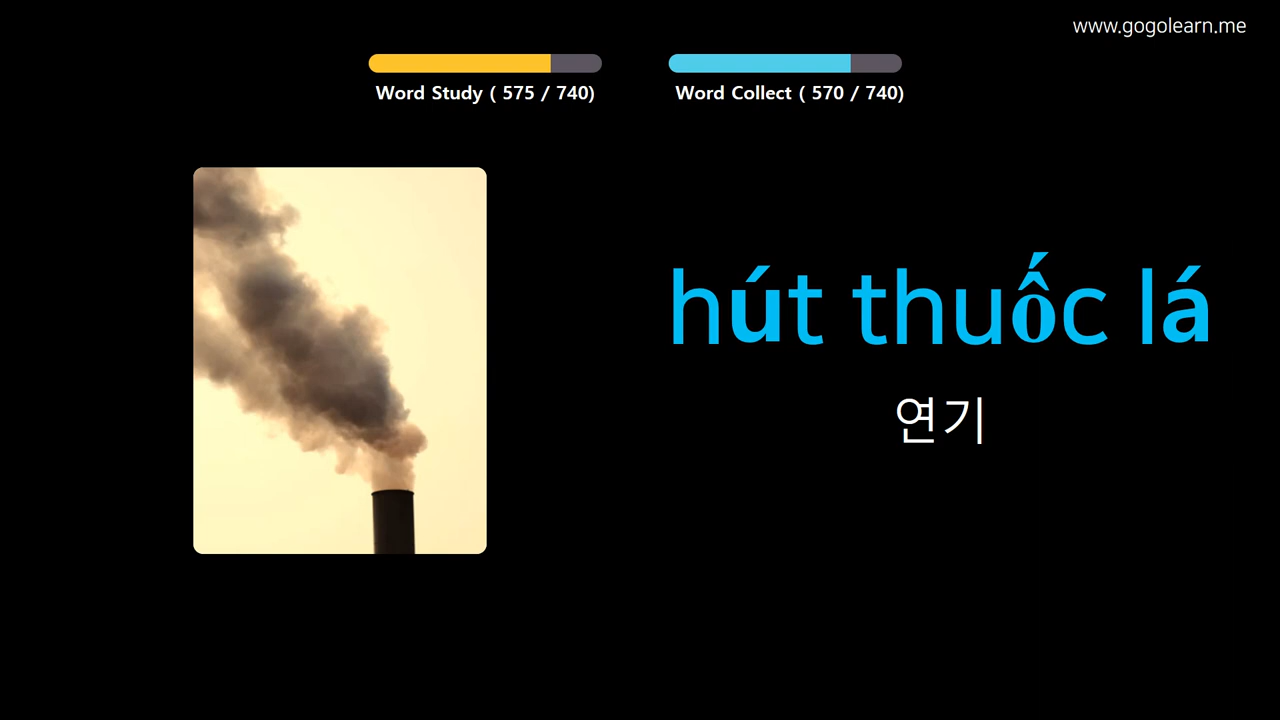 www.gogolearn.me
Word Study ( 575 / 740)
Word Collect ( 570 / 740)
hút thuốc lá
연기